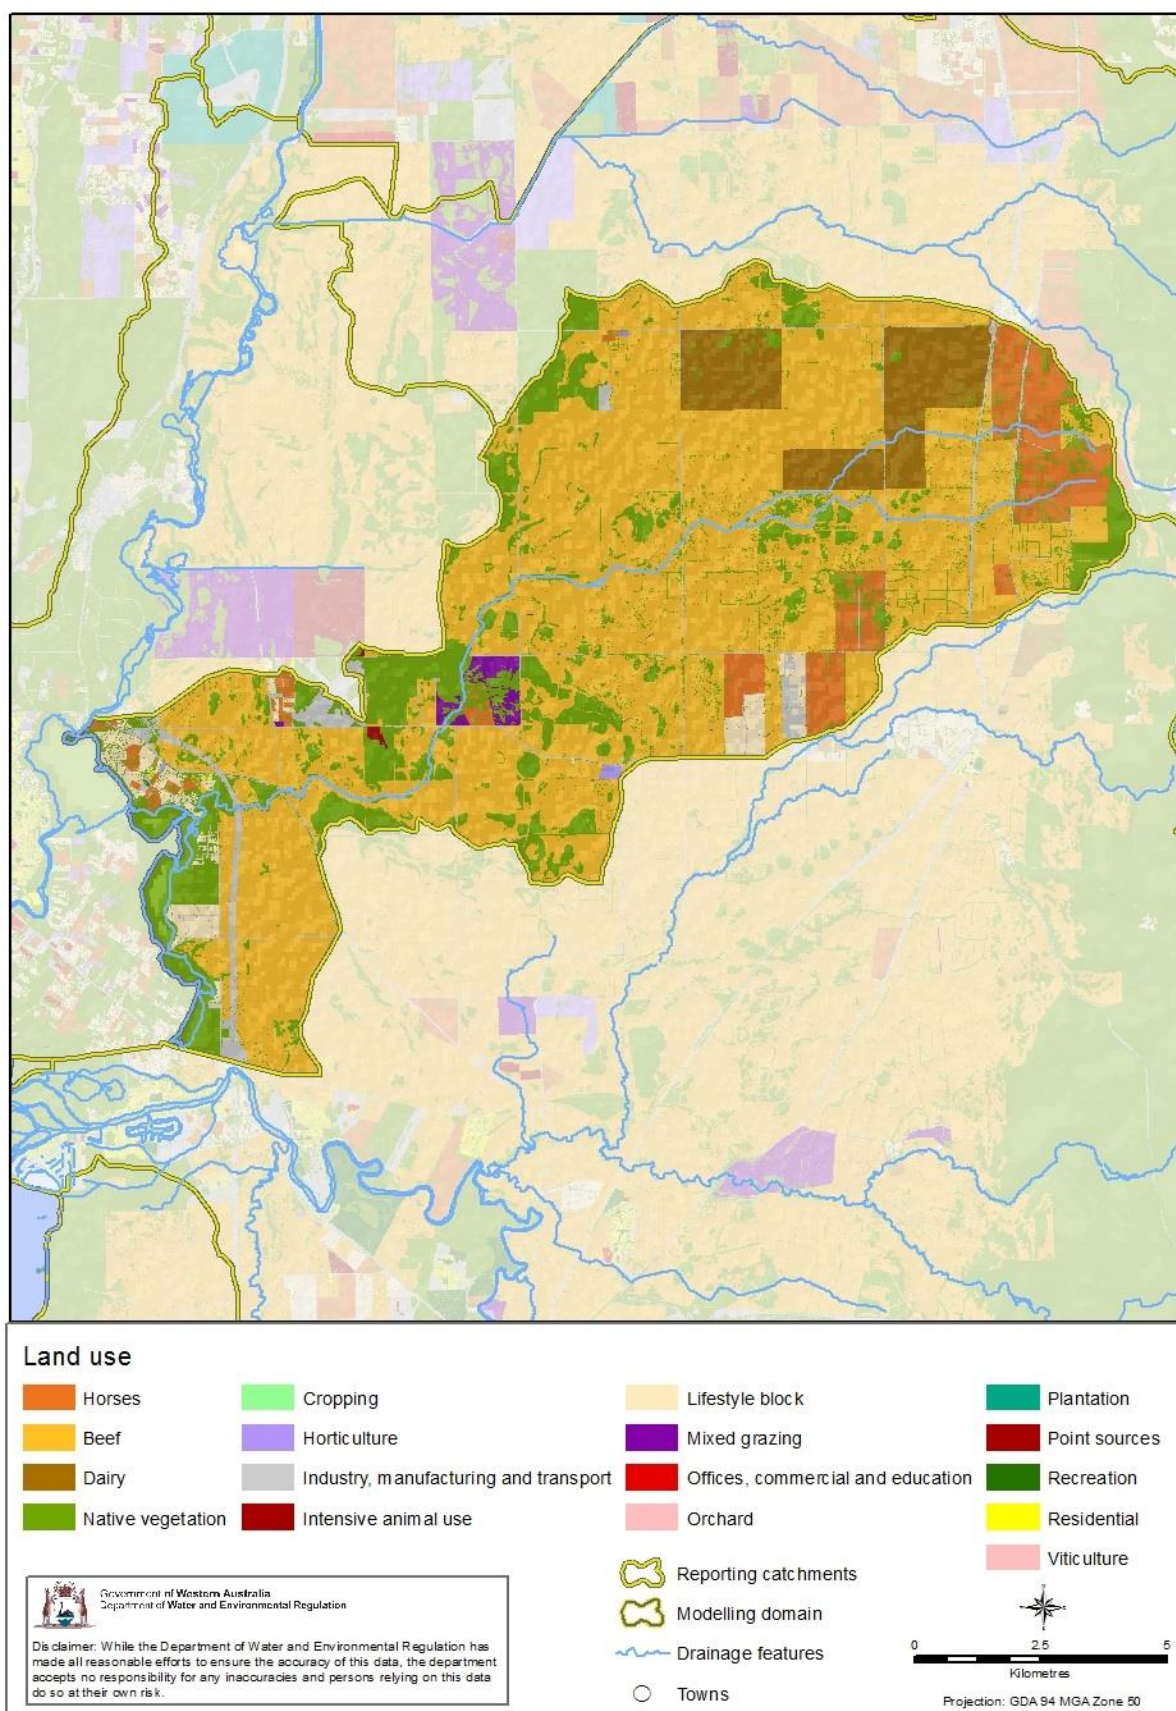 Land use
Horses
Beef
Dairy
Native vegetation
Cropping
Horticulture
Industry, manufacturing and transport
Intensive animal use
Lifestyle block
Mixed grazing
Offices, commercial and education
Orchard
Plantation
Point sources
Recreation
Residential
Viticulture
Reporting catchments
Modelling domain
Drainage features
Towns
Government of Western Australia
Department of Water and Environmental Regulation
Disclaimer: While the Department of Water and Environmental Regulation has
made all reasonable efforts to ensure the accuracy of this data, the department
accepts no responsibility for any inaccuracies and persons relying on this data
do so at their own risk.
N
0 2.5 5
Kilometres
Projection: GDA 94 MGA Zone 50